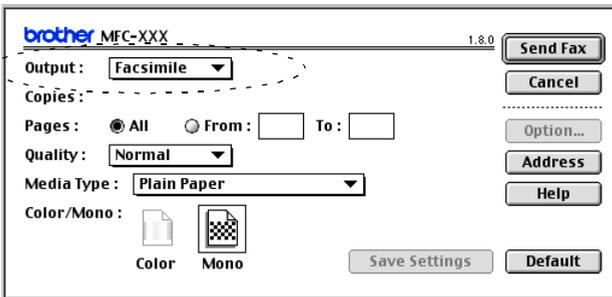 brother MFC-XXX 1.8.0
Send Fax
Output : Facsimile
Cancel
Copies :
Pages : All From : To :
Option...
Quality : Normal
Address
Media Type : Plain Paper
Help
Color/Mono :
Color Mono
Save Settings Default